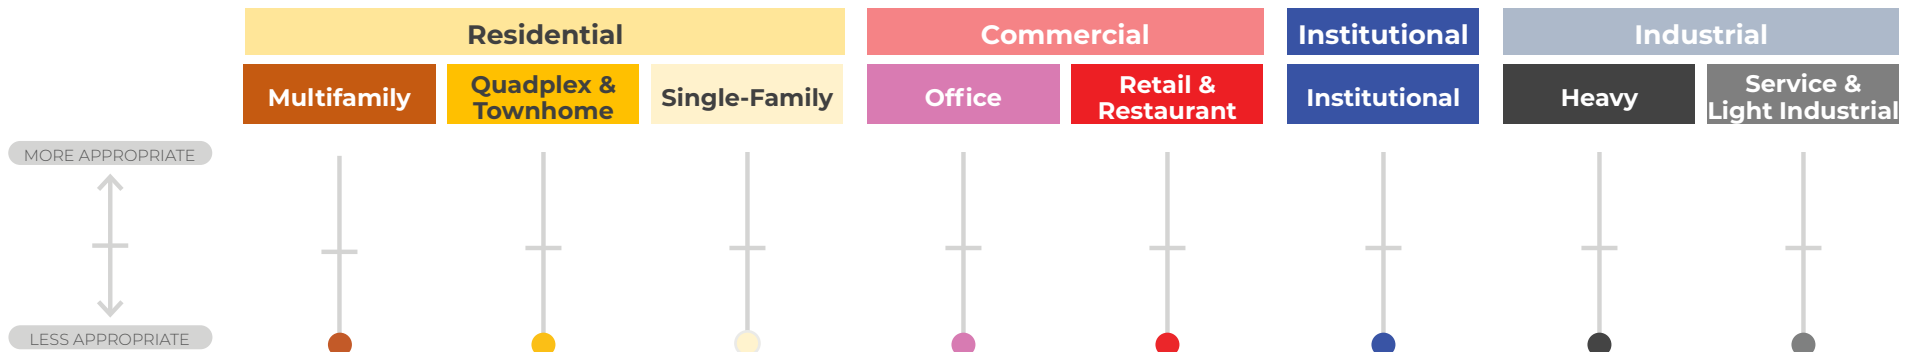 Residential
Commercial
Institutional
Industrial
Multifamily
Quadplex &
Townhome
Single-Family
Office
Retail &
Restaurant
Institutional
Heavy
Service &
Light Industrial
MORE APPROPRIATE
LESS APPROPRIATE